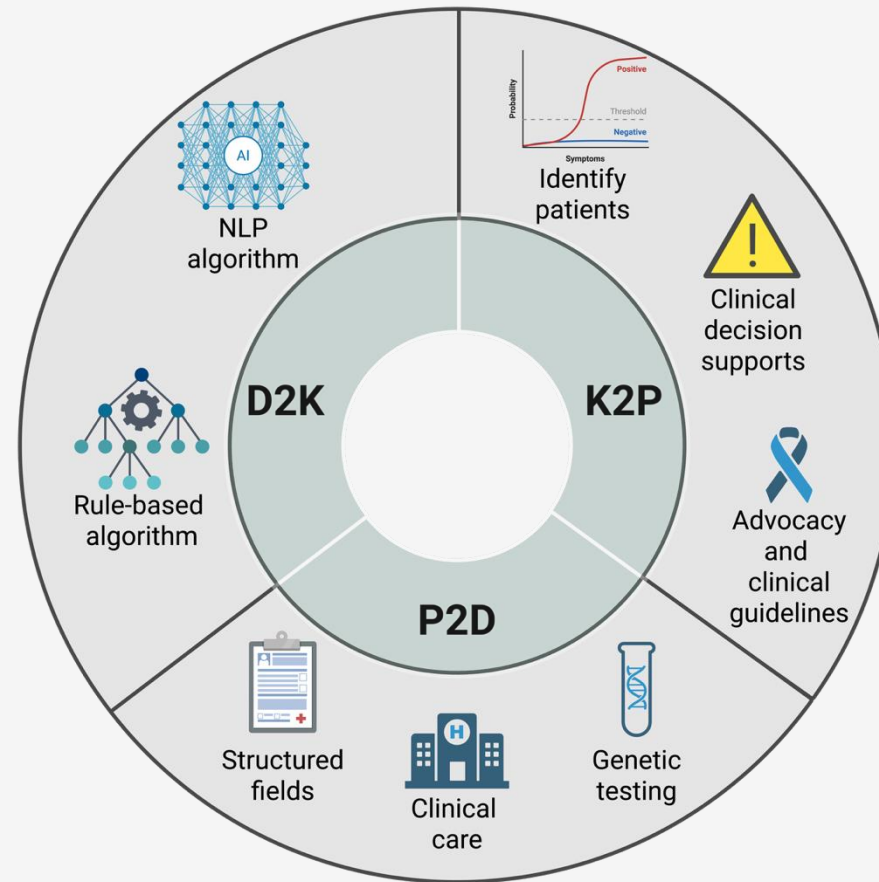 AI
NLP
algorithm
Rule-based
algorithm
D2K
Probability
Positive
Threshold
Negative
Symptoms
Identify
patients
Clinical
decision
supports
Advocacy
and
clinical
guidelines
K2P
P2D
Structured
fields
H
Clinical
care
Genetic
testing